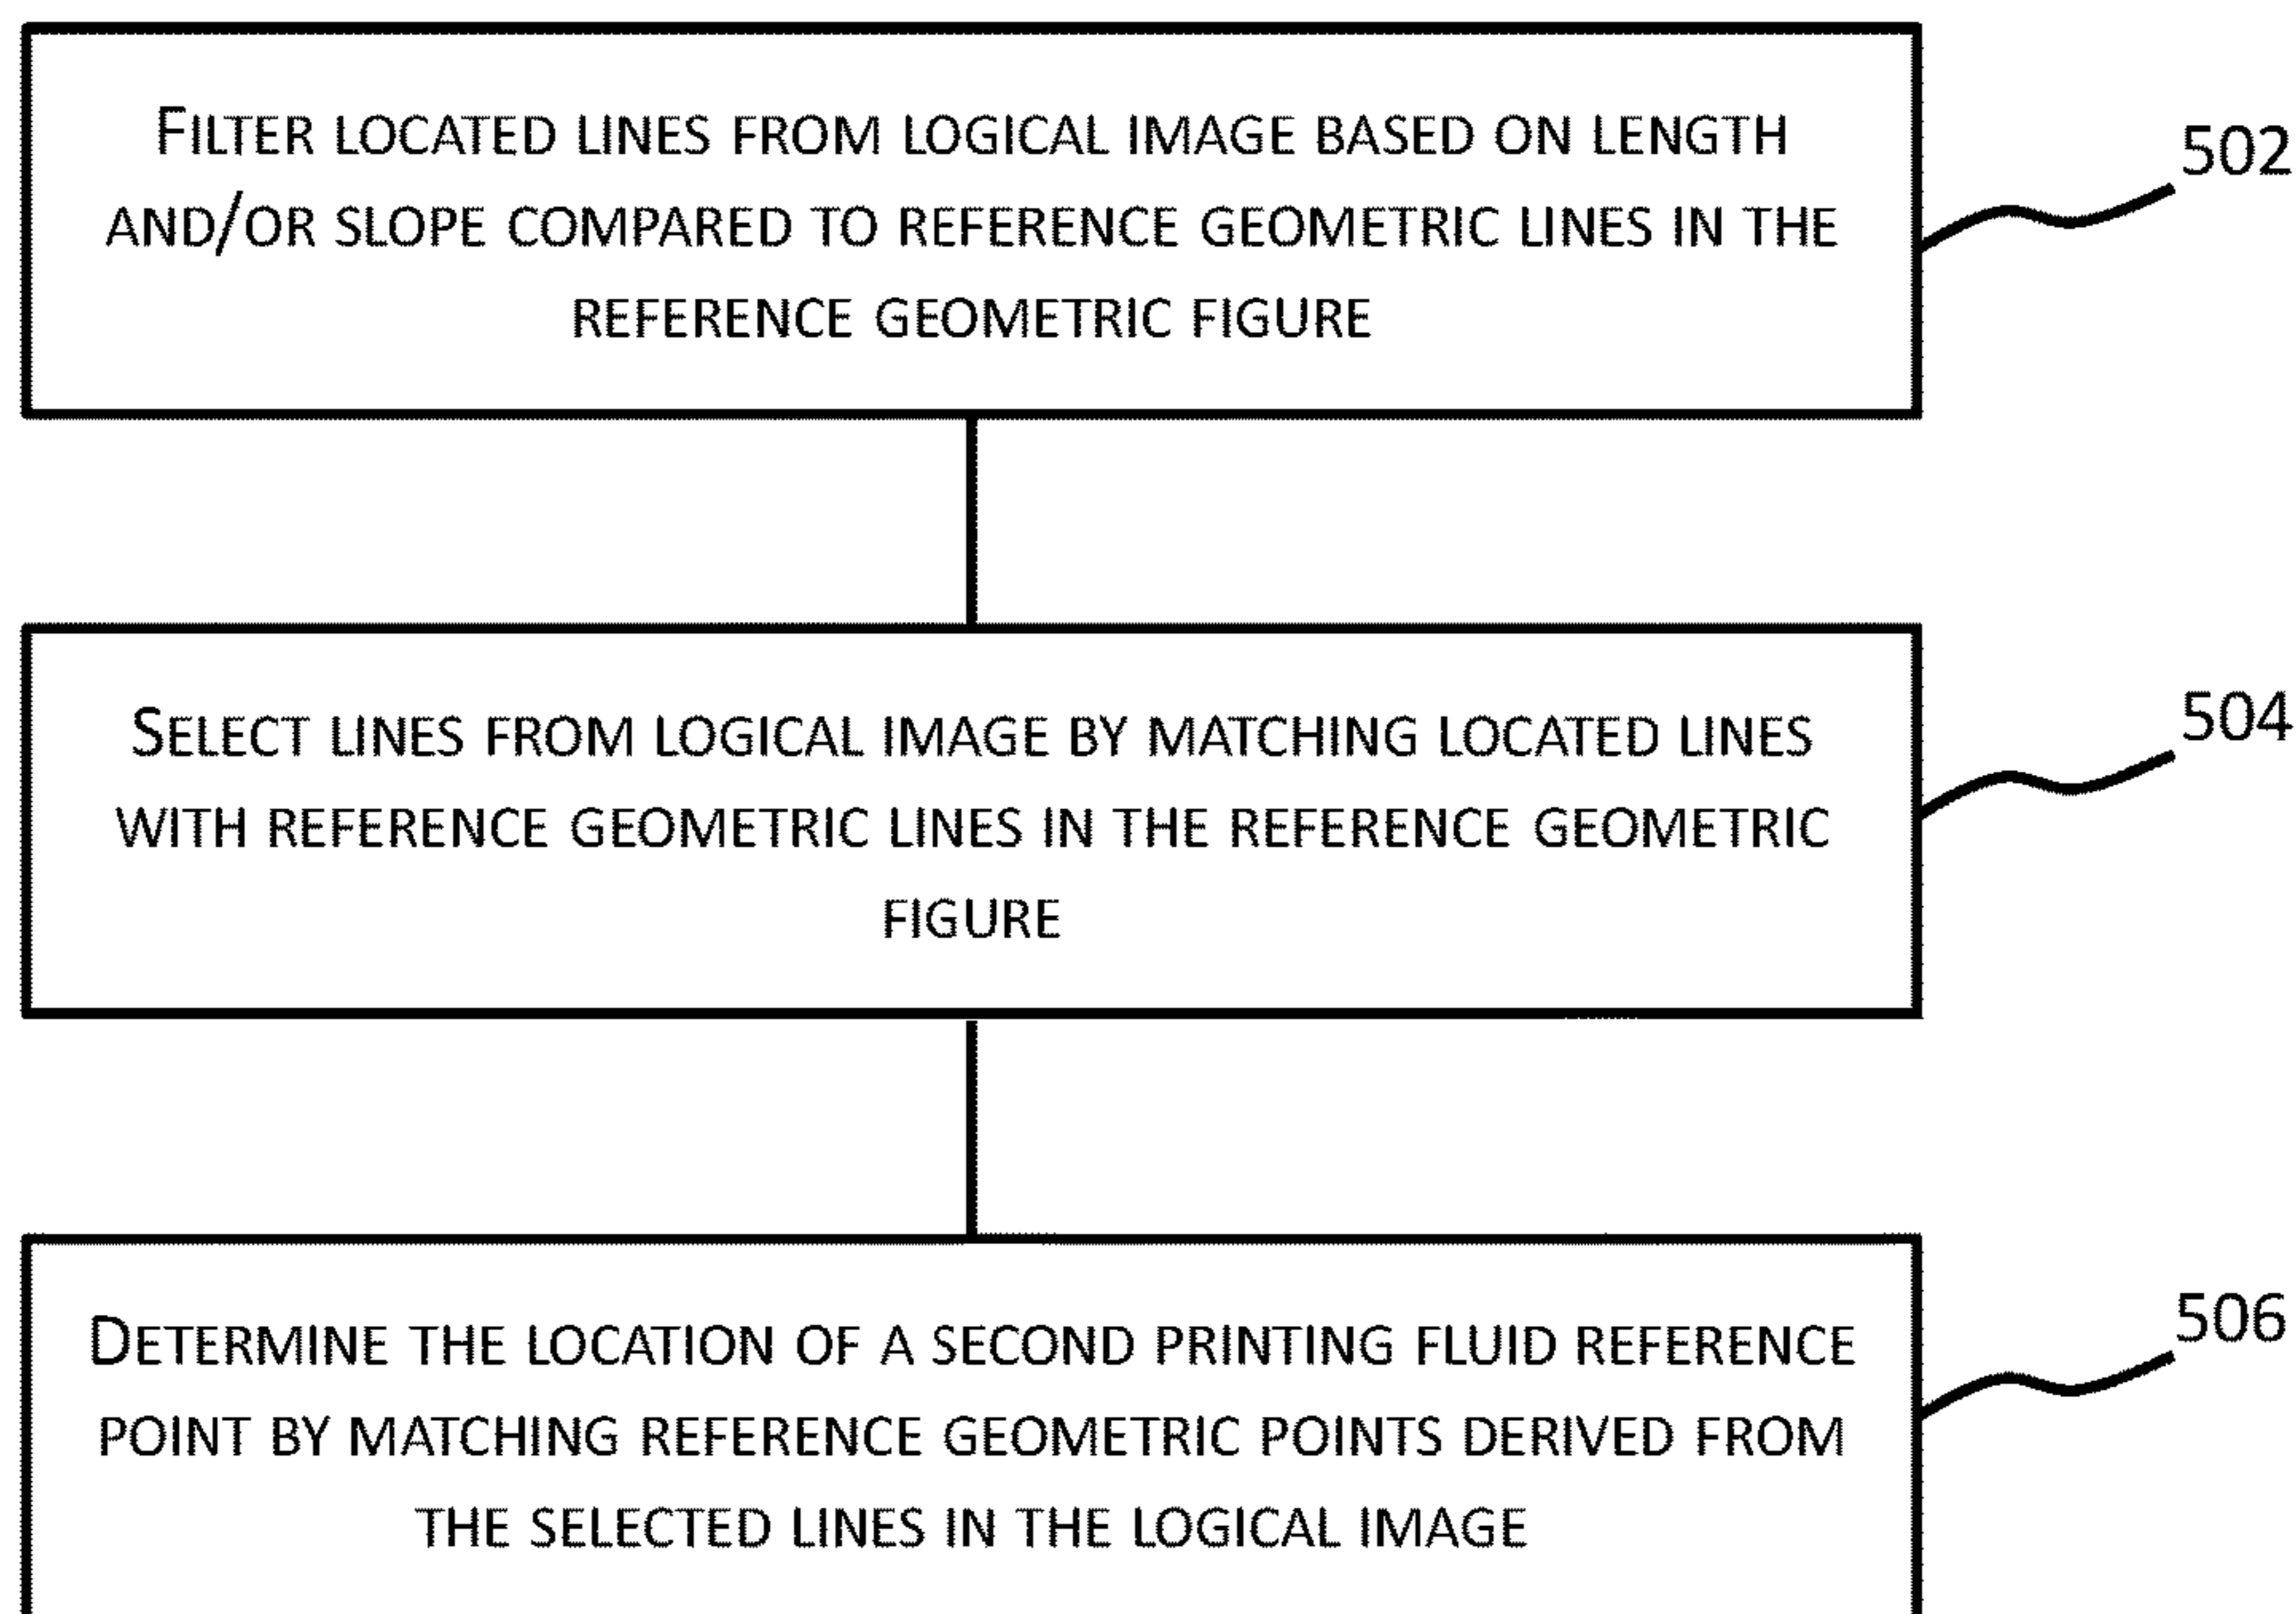 FILTER LOCATED LINES FROM LOGICAL IMAGE BASED ON LENGTH
AND/OR SLOPE COMPARED TO REFERENCE GEOMETRIC LINES IN THE
REFERENCE GEOMETRIC FIGURE
502
SELECT LINES FROM LOGICAL IMAGE BY MATCHING LOCATED LINES
WITH REFERENCE GEOMETRIC LINES IN THE REFERENCE GEOMETRIC
FIGURE
504
DETERMINE THE LOCATION OF A SECOND PRINTING FLUID REFERENCE
POINT BY MATCHING REFERENCE GEOMETRIC POINTS DERIVED FROM
THE SELECTED LINES IN THE LOGICAL IMAGE
506